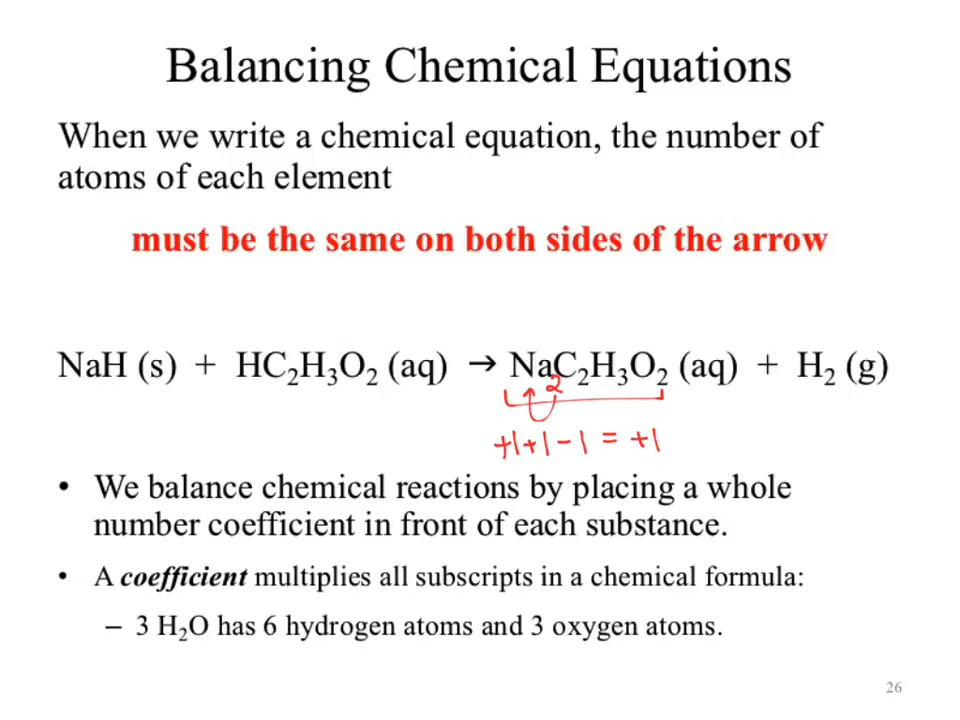 Balancing Chemical Equations
When we write a chemical equation, the number of
atoms of each element
must be the same on both sides of the arrow
NaH (s) + HC₂H₃O₂ (aq) → NaC₂H₃O₂ (aq) + H₂ (g)
2
+1+1-1 = +1
• We balance chemical reactions by placing a whole
number coefficient in front of each substance.
• A coefficient multiplies all subscripts in a chemical formula:
– 3 H₂O has 6 hydrogen atoms and 3 oxygen atoms.
26